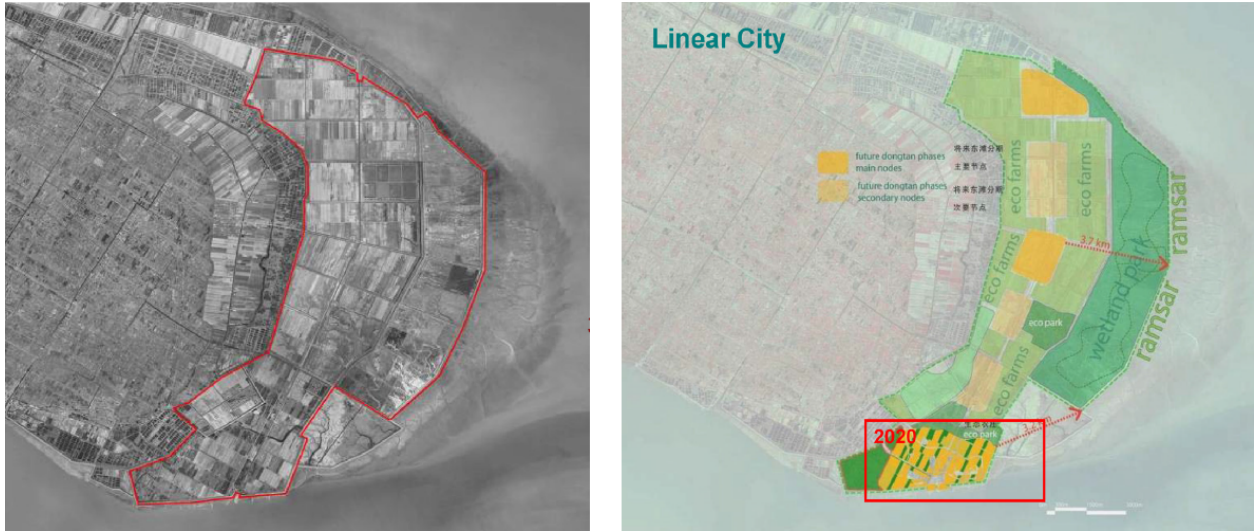 Linear City
future dongtan phases
main nodes
将来东滩分期
主要节点
future dongtan phases
secondary nodes
将来东滩分期
次要节点
eco farms
eco farms
3.7 km
ramsar
eco farms
eco park
wetland park
ramsar
eco farms
2020
eco park
km